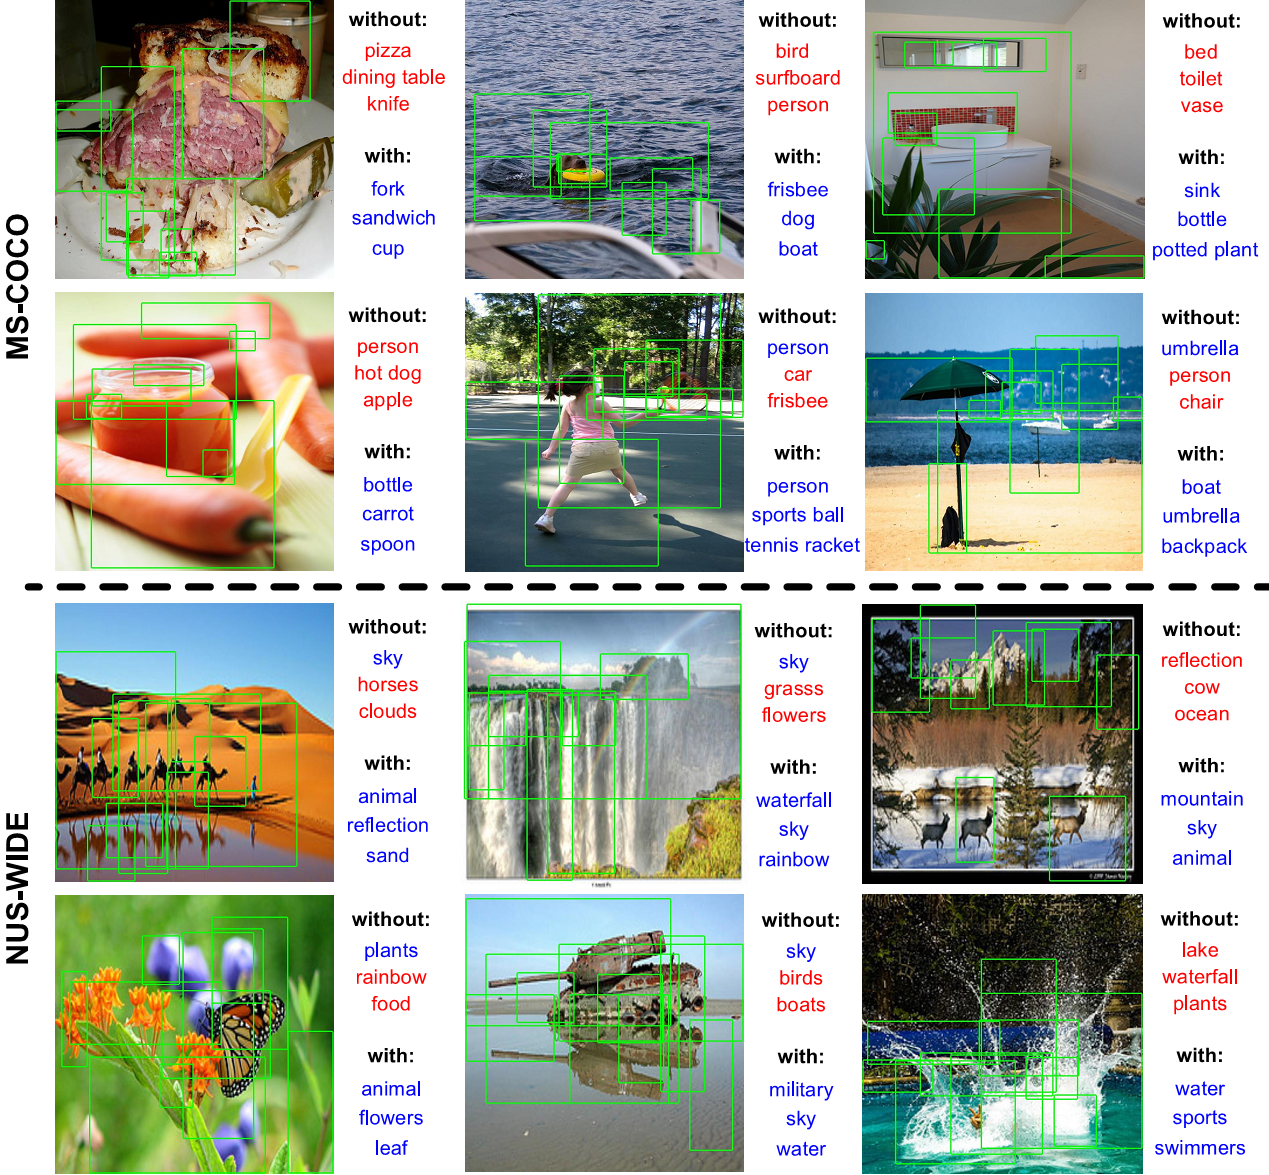 MS-COCO
without:
pizza
dining table
knife
with:
fork
sandwich
cup
without:
bird
surfboard
person
with:
frisbee
dog
boat
without:
bed
toilet
vase
with:
sink
bottle
potted plant
without:
person
hot dog
apple
with:
bottle
carrot
spoon
without:
person
car
frisbee
with:
person
sports ball
tennis racket
without:
umbrella
person
chair
with:
boat
umbrella
backpack
NUS-WIDE
without:
sky
horses
clouds
with:
animal
reflection
sand
without:
sky
grasss
flowers
with:
waterfall
sky
rainbow
without:
reflection
cow
ocean
with:
mountain
sky
animal
without:
plants
rainbow
food
with:
animal
flowers
leaf
without:
sky
birds
boats
with:
military
sky
water
without:
lake
waterfall
plants
with:
water
sports
swimmers